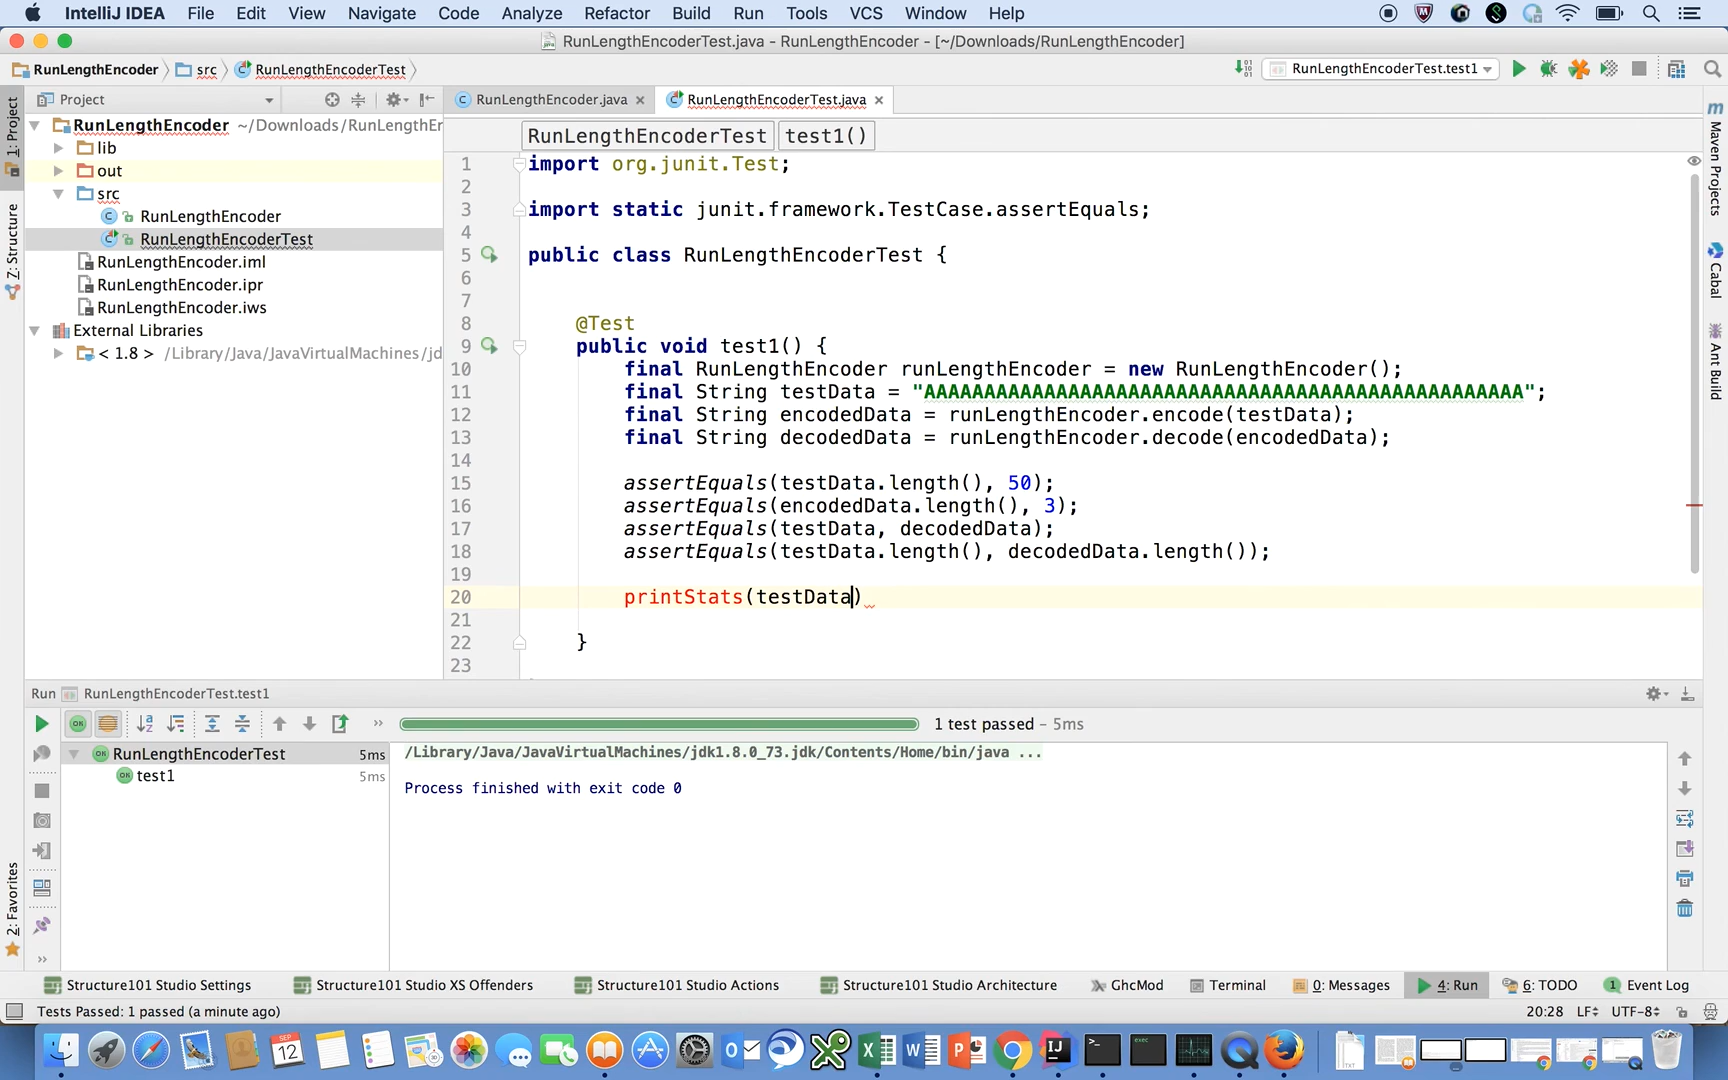 IntelliJ IDEA File Edit View Navigate Code Analyze Refactor Build Run Tools VCS Window Help
RunLengthEncoderTest.java - RunLengthEncoder - [~/Downloads/RunLengthEncoder]
RunLengthEncoder src RunLengthEncoderTest RunLengthEncoderTest.test1
Project RunLengthEncoder.java RunLengthEncoderTest.java
RunLengthEncoder ~/Downloads/RunLengthEr
lib
out
src
RunLengthEncoder
RunLengthEncoderTest
RunLengthEncoder.iml
RunLengthEncoder.ipr
RunLengthEncoder.iws
External Libraries
< 1.8 > /Library/Java/JavaVirtualMachines/jd
1: Project
Z: Structure
2: Favorites
RunLengthEncoderTest test1()
1 import org.junit.Test;
2
3 import static junit.framework.TestCase.assertEquals;
4
5 public class RunLengthEncoderTest {
6
7
8 @Test
9 public void test1() {
10 final RunLengthEncoder runLengthEncoder = new RunLengthEncoder();
11 final String testData = "AAAAAAAAAAAAAAAAAAAAAAAAAAAAAAAAAAAAAAAAAAAAAAAAAA";
12 final String encodedData = runLengthEncoder.encode(testData);
13 final String decodedData = runLengthEncoder.decode(encodedData);
14
15 assertEquals(testData.length(), 50);
16 assertEquals(encodedData.length(), 3);
17 assertEquals(testData, decodedData);
18 assertEquals(testData.length(), decodedData.length());
19
20 printStats(testData)
21
22 }
23
Maven Projects
Cabal
Ant Build
Run RunLengthEncoderTest.test1
1 test passed – 5ms
RunLengthEncoderTest 5ms
test1 5ms
/Library/Java/JavaVirtualMachines/jdk1.8.0_73.jdk/Contents/Home/bin/java ...
Process finished with exit code 0
Structure101 Studio Settings Structure101 Studio XS Offenders Structure101 Studio Actions Structure101 Studio Architecture GhcMod Terminal 0: Messages 4: Run 6: TODO 1 Event Log
Tests Passed: 1 passed (a minute ago) 20:28 LF UTF-8
SEP
12